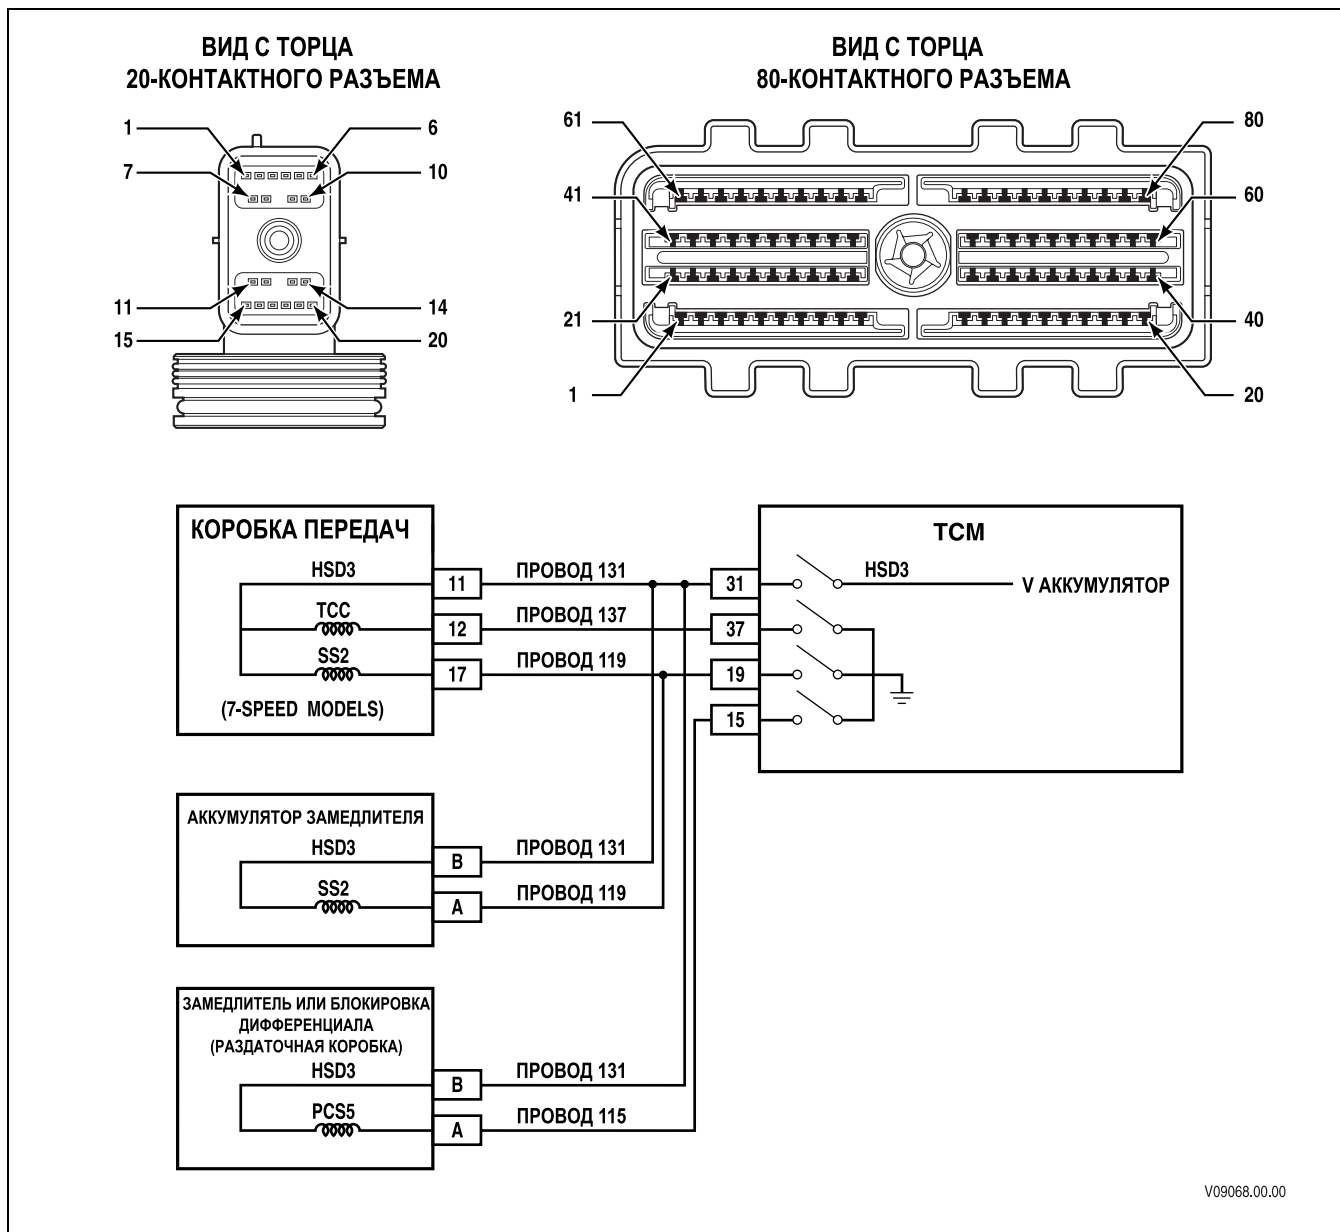 ВИД С ТОРЦА
20-КОНТАКТНОГО РАЗЪЕМА
1
6
7
10
11
14
15
20
ВИД С ТОРЦА
80-КОНТАКТНОГО РАЗЪЕМА
61
80
41
60
21
40
1
20
КОРОБКА ПЕРЕДАЧ
HSD3
11
ПРОВОД 131
TCC
12
ПРОВОД 137
SS2
17
ПРОВОД 119
(7-SPEED MODELS)
TCM
31
HSD3
V АККУМУЛЯТОР
37
19
15
АККУМУЛЯТОР ЗАМЕДЛИТЕЛЯ
HSD3
B
ПРОВОД 131
SS2
A
ПРОВОД 119
ЗАМЕДЛИТЕЛЬ ИЛИ БЛОКИРОВКА
ДИФФЕРЕНЦИАЛА
(РАЗДАТОЧНАЯ КОРОБКА)
HSD3
B
ПРОВОД 131
PCS5
A
ПРОВОД 115
V09068.00.00